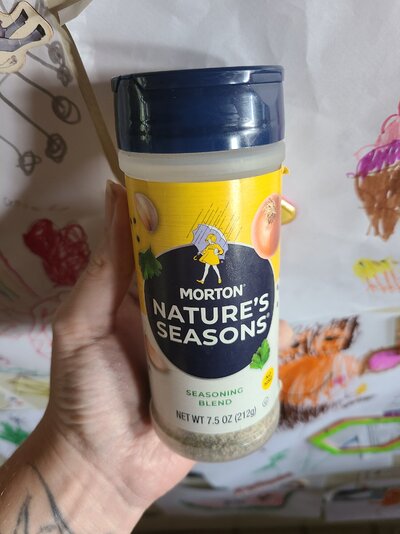 MORTON
NATURE'S
SEASONS®
SEASONING
BLEND
NET WT 7.5 OZ (212g)